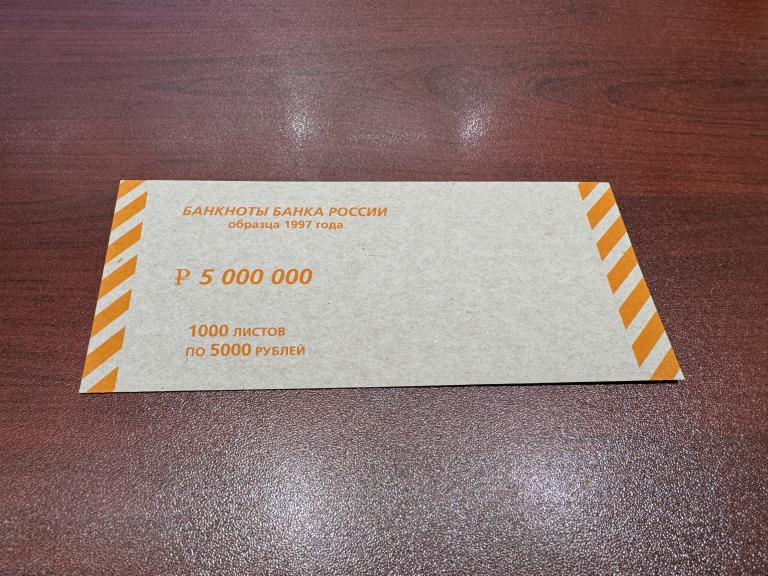 БАНКНОТЫ БАНКА РОССИИ
образца 1997 года
₽ 5 000 000
1000 ЛИСТОВ
ПО 5000 РУБЛЕЙ